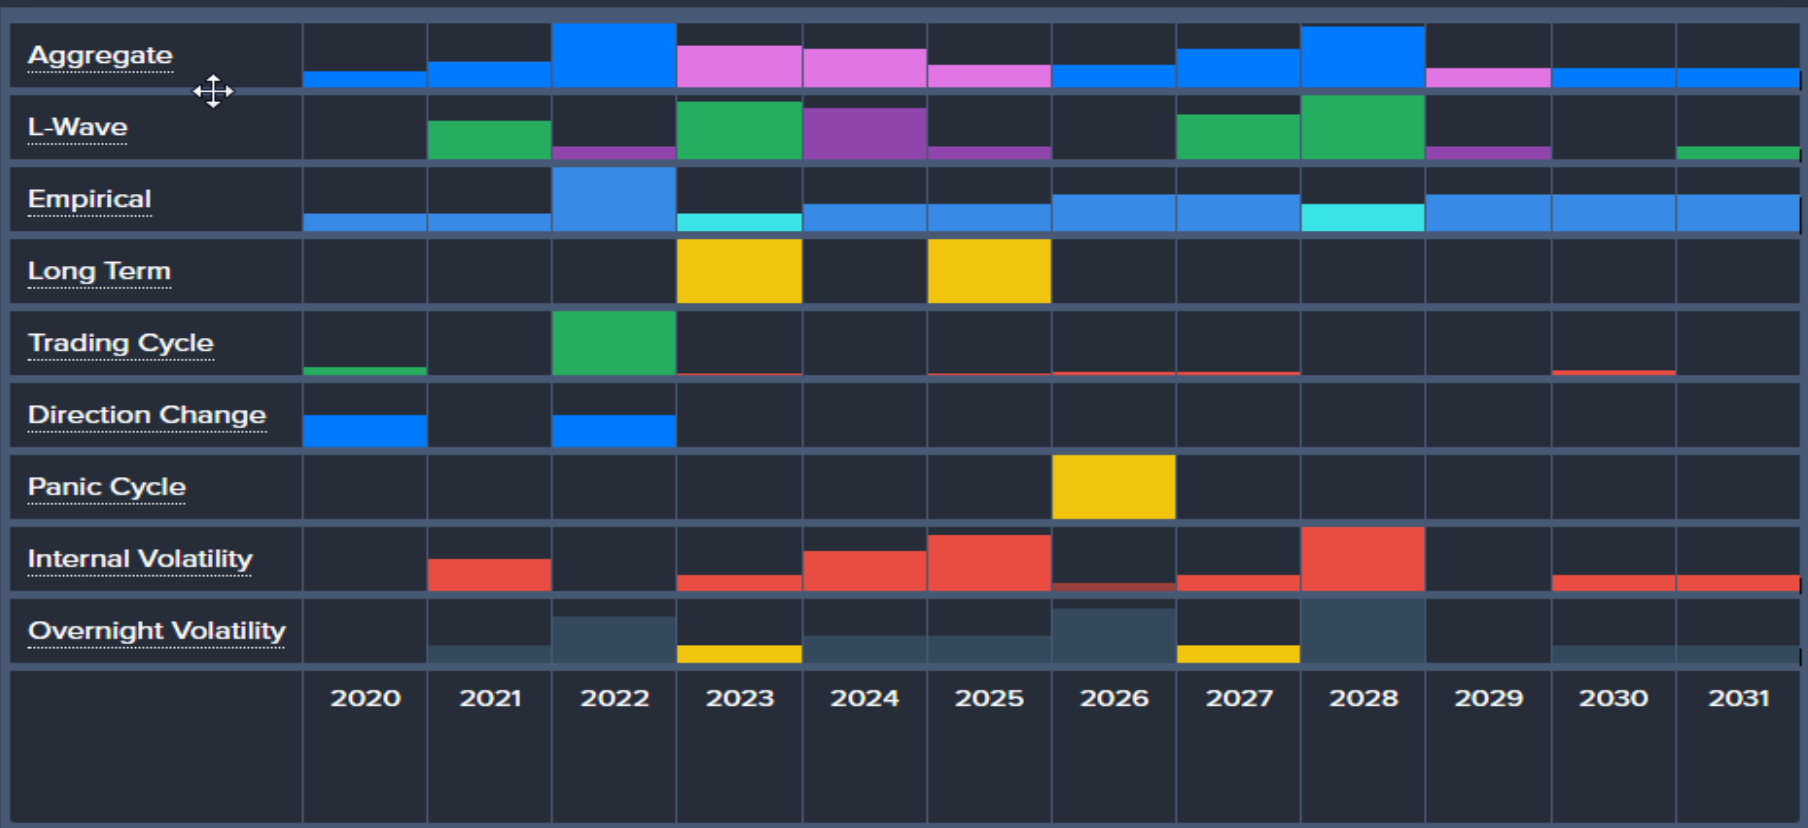 Aggregate
L-Wave
Empirical
Long Term
Trading Cycle
Direction Change
Panic Cycle
Internal Volatility
Overnight Volatility
2020 2021 2022 2023 2024 2025 2026 2027 2028 2029 2030 2031